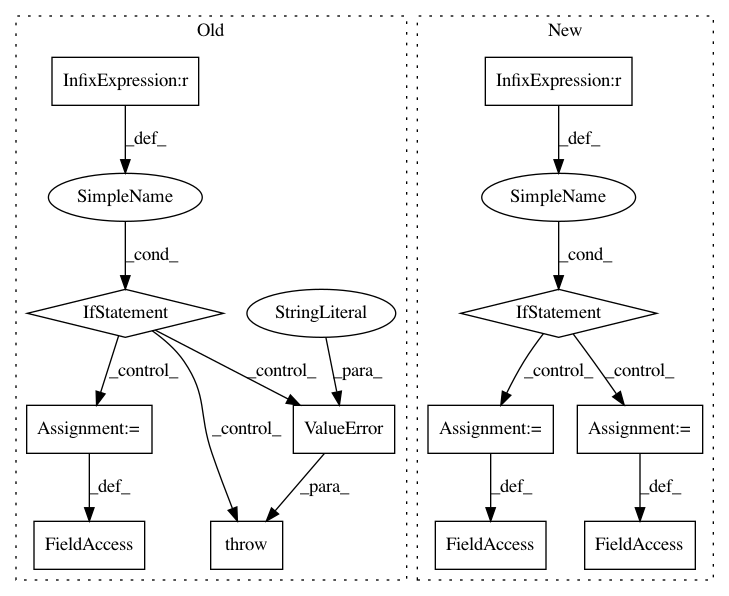 Old
New
InfixExpression:r
InfixExpression:r
_def_
_def_
SimpleName
SimpleName
_cond_
_cond_
IfStatement
StringLiteral
IfStatement
_control_
_control_
_para_
_control_
_control_
_control_
Assignment:=
ValueError
Assignment:=
Assignment:=
_def_
_para_
_def_
_def_
FieldAccess
throw
FieldAccess
FieldAccess